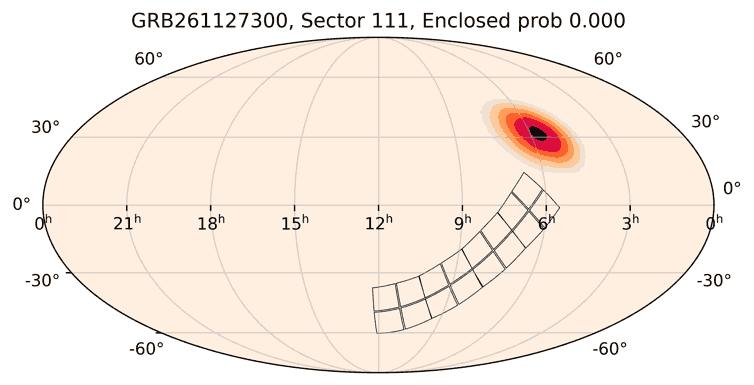 GRB261127300, Sector 111, Enclosed prob 0.000
60° 60°
30° 30°
0° 0°
0h 21h 18h 15h 12h 9h 6h 3h 0h
-30° -30°
-60° -60°